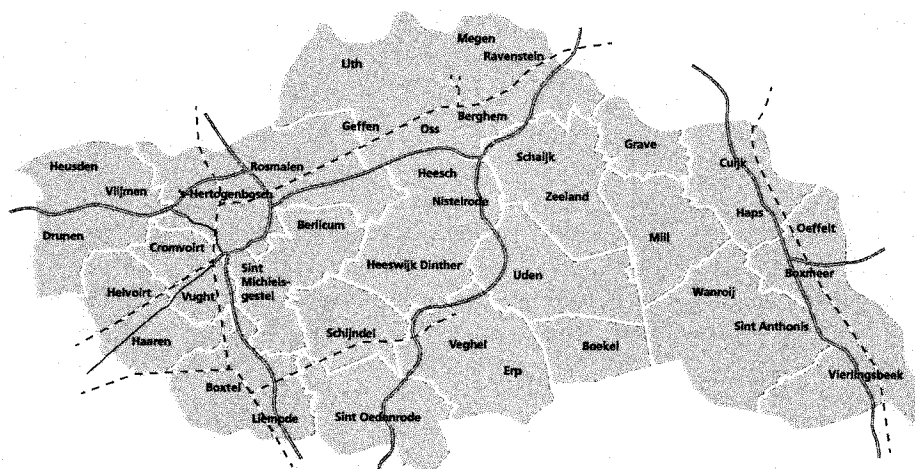 Megen
Ravenstein
Lith
Berghem
Geffen
Oss
Heusden
Rosmalen
Vlijmen
's-Hertogenbosch
Heesch
Nistelrode
Schaijk
Grave
Cuijk
Zeeland
Haps
Oeffelt
Drunen
Cromvoirt
Berlicum
Mill
Helvoirt
Vught
Sint
Michiels-
gestel
Heeswijk Dinther
Uden
Boxmeer
Wanroij
Haaren
Schijndel
Veghel
Boekel
Sint Anthonis
Erp
Vierlingsbeek
Boxtel
Liempde
Sint Oedenrode